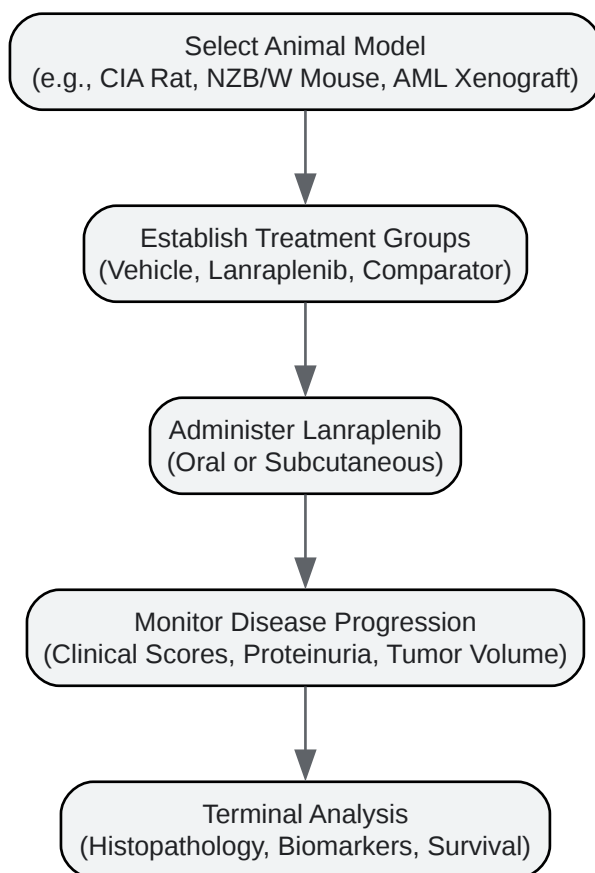 Select Animal Model
(e.g., CIA Rat, NZB/W Mouse, AML Xenograft)
Establish Treatment Groups
(Vehicle, Lanraplenib, Comparator)
Administer Lanraplenib
(Oral or Subcutaneous)
Monitor Disease Progression
(Clinical Scores, Proteinuria, Tumor Volume)
Terminal Analysis
(Histopathology, Biomarkers, Survival)